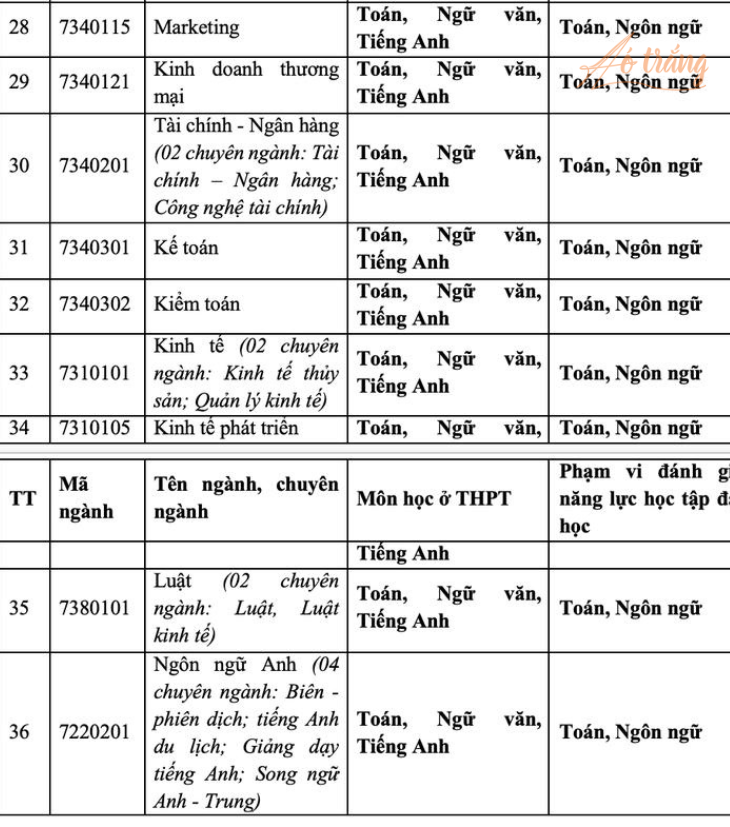 28 7340115 Marketing Toán, Ngữ văn, Toán, Ngôn ngữ
Tiếng Anh
Áo trắng
29 7340121 Kinh doanh thương Toán, Ngữ văn, Toán, Ngôn ngữ
mại Tiếng Anh
Tài chính - Ngân hàng
30 7340201 (02 chuyên ngành: Tài Toán, Ngữ văn, Toán, Ngôn ngữ
chính – Ngân hàng; Tiếng Anh
Công nghệ tài chính)
31 7340301 Kế toán Toán, Ngữ văn, Toán, Ngôn ngữ
Tiếng Anh
32 7340302 Kiểm toán Toán, Ngữ văn, Toán, Ngôn ngữ
Tiếng Anh
Kinh tế (02 chuyên
33 7310101 ngành: Kinh tế thủy Toán, Ngữ văn, Toán, Ngôn ngữ
sản; Quản lý kinh tế) Tiếng Anh
34 7310105 Kinh tế phát triển Toán, Ngữ văn, Toán, Ngôn ngữ
TT Mã Tên ngành, chuyên Môn học ở THPT Phạm vi đánh gi
ngành ngành năng lực học tập đ
học
Tiếng Anh
Luật (02 chuyên
35 7380101 ngành: Luật, Luật Toán, Ngữ văn, Toán, Ngôn ngữ
kinh tế) Tiếng Anh
Ngôn ngữ Anh (04
chuyên ngành: Biên -
36 7220201 phiên dịch; tiếng Anh Toán, Ngữ văn, Toán, Ngôn ngữ
du lịch; Giảng dạy Tiếng Anh
tiếng Anh; Song ngữ
Anh - Trung)